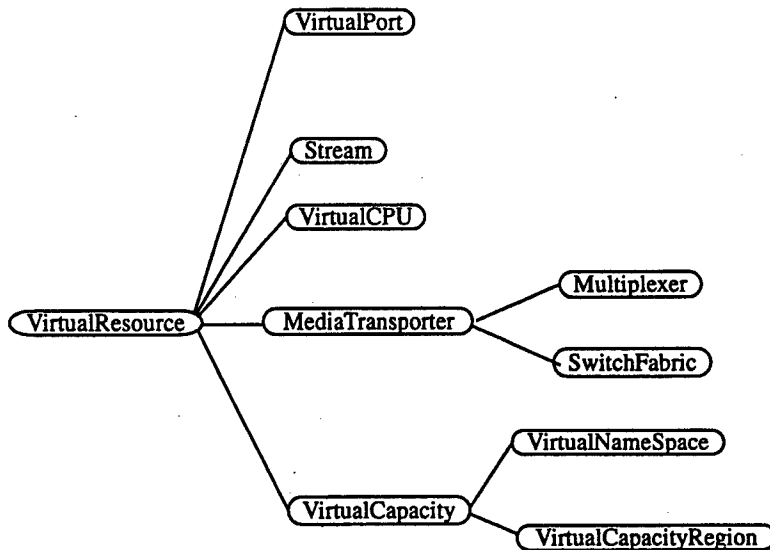 VirtualPort
Stream
VirtualCPU
Multiplexer
VirtualResource
MediaTransporter
SwitchFabric
VirtualNameSpace
VirtualCapacity
VirtualCapacityRegion